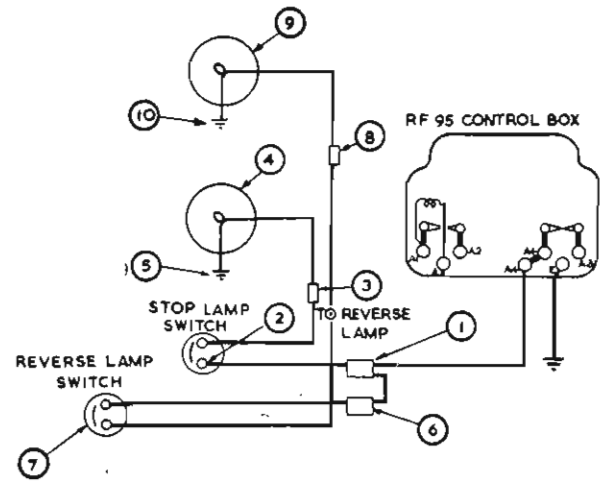 9
10
RF 95 CONTROL BOX
8
4
A2
5
3
STOP LAMP
SWITCH
2
TO REVERSE
LAMP
1
REVERSE LAMP
SWITCH
6
7